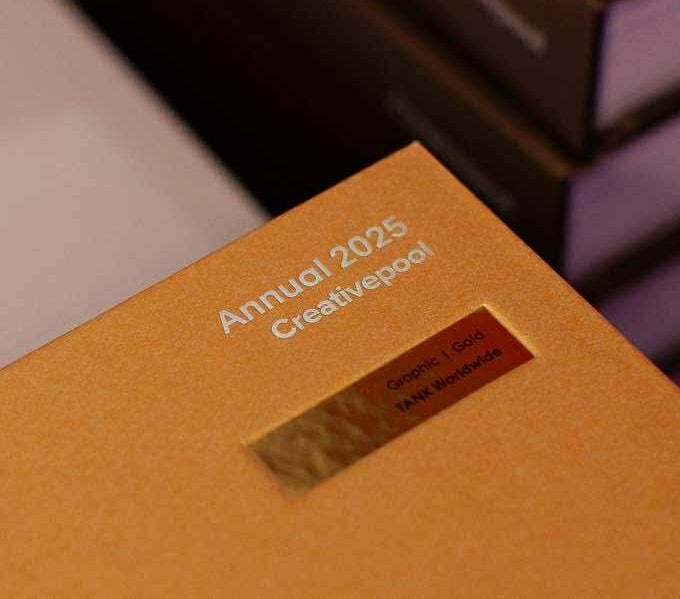 Annual 2025
Creativepool
Graphic | Gold
TANK Worldwide